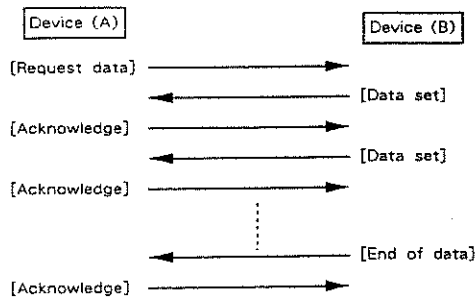 Device (A)
Device (B)
[Request data]
[Data set]
[Acknowledge]
[Data set]
[Acknowledge]
[End of data]
[Acknowledge]